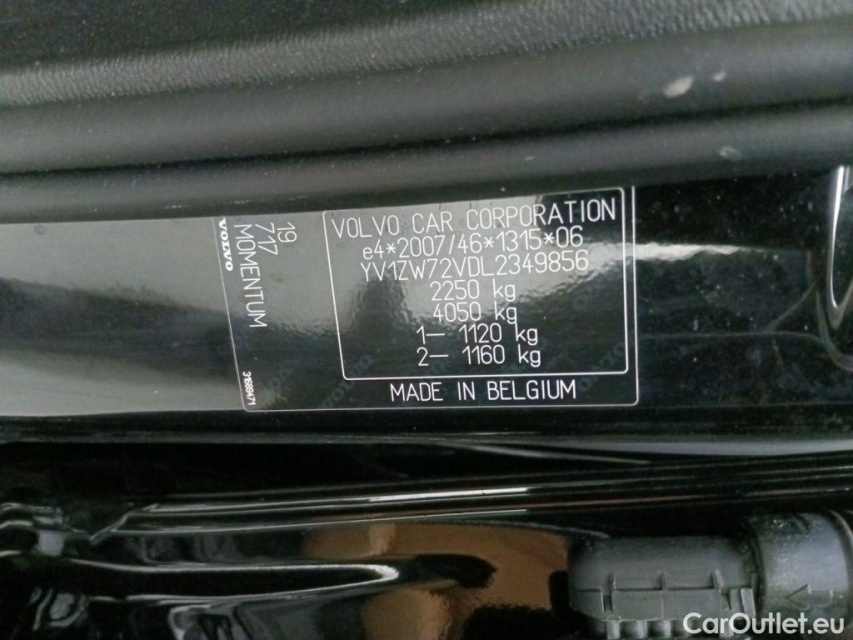 VOLVO
MOMENTUM
717
19
31689471
VOLVO CAR CORPORATION
e4*2007/46*1315*06
YV1ZW72VDL2349856
2250 kg
4050 kg
1– 1120 kg
2– 1160 kg
MADE IN BELGIUM
CarOutlet.eu